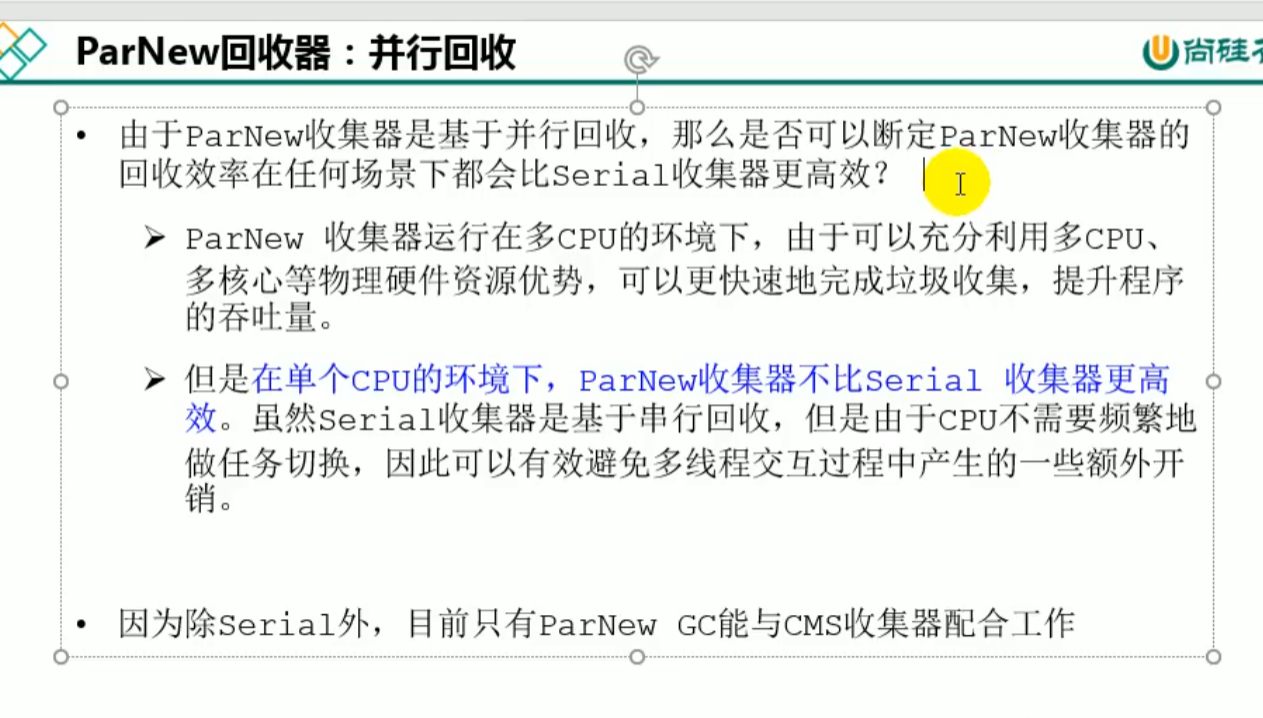 ParNew回收器：并行回收
尚硅
• 由于ParNew收集器是基于并行回收，那么是否可以断定ParNew收集器的
回收效率在任何场景下都会比Serial收集器更高效？
➢ ParNew 收集器运行在多CPU的环境下，由于可以充分利用多CPU、
多核心等物理硬件资源优势，可以更快速地完成垃圾收集，提升程序
的吞吐量。
➢ 但是在单个CPU的环境下，ParNew收集器不比Serial 收集器更高
效。虽然Serial收集器是基于串行回收，但是由于CPU不需要频繁地
做任务切换，因此可以有效避免多线程交互过程中产生的一些额外开
销。
• 因为除Serial外，目前只有ParNew GC能与CMS收集器配合工作